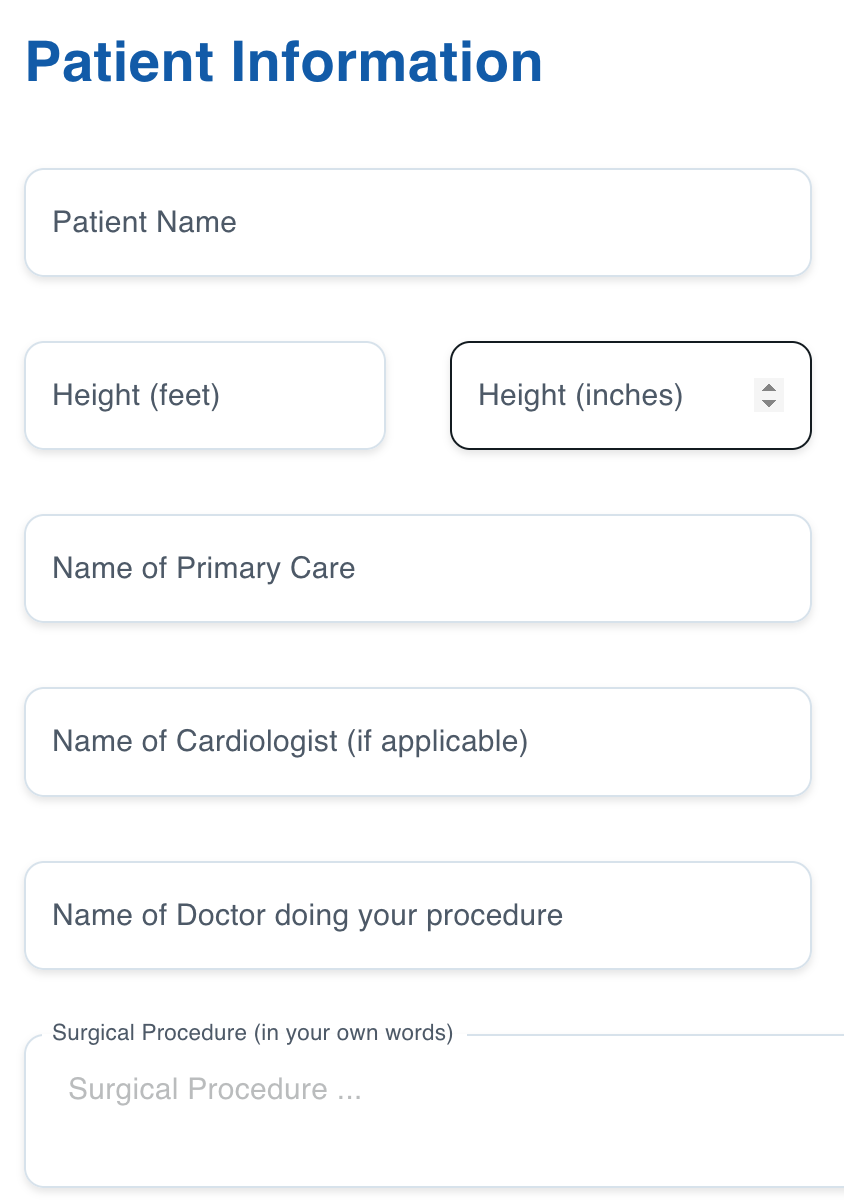 Patient Information
Patient Name
Height (feet)
Height (inches)
Name of Primary Care
Name of Cardiologist (if applicable)
Name of Doctor doing your procedure
Surgical Procedure (in your own words)
Surgical Procedure ...